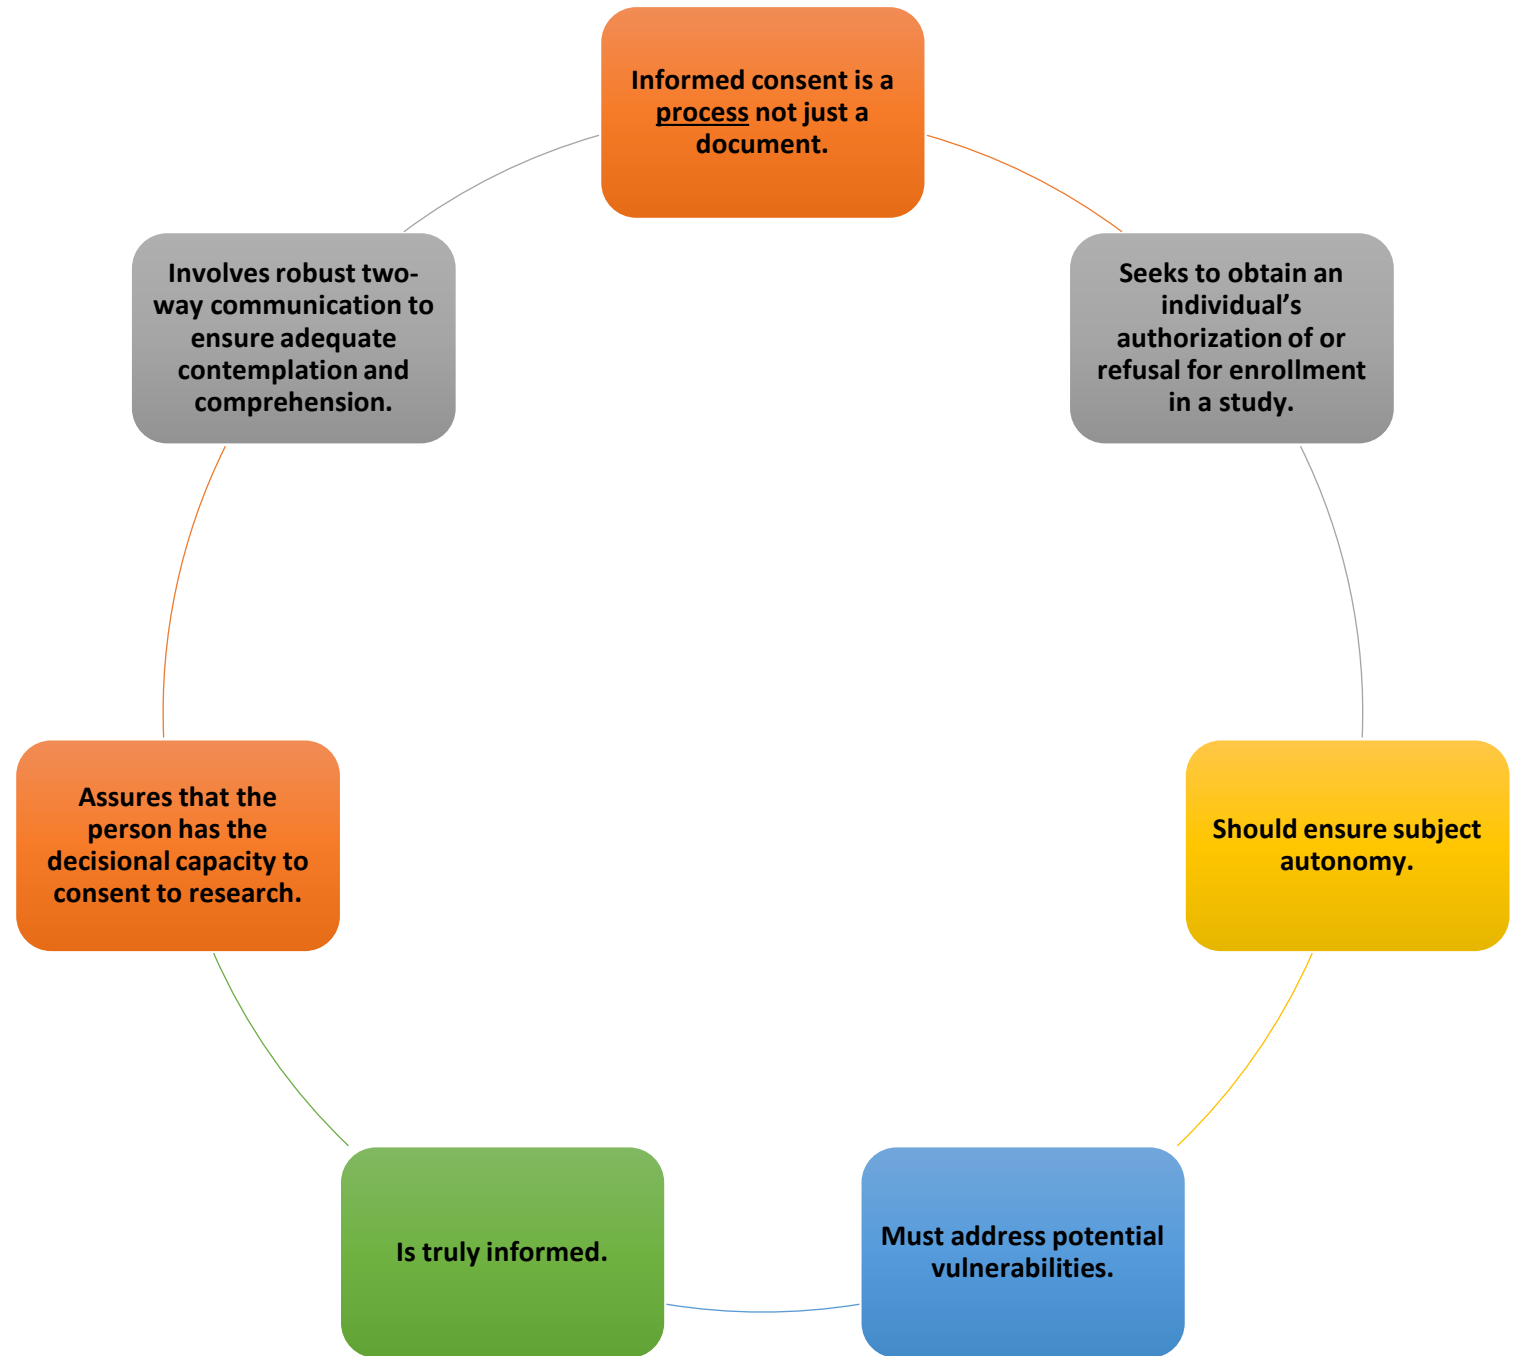 Informed consent is a
process not just a
document.
Seeks to obtain an
individual’s
authorization of or
refusal for enrollment
in a study.
Should ensure subject
autonomy.
Must address potential
vulnerabilities.
Is truly informed.
Assures that the
person has the
decisional capacity to
consent to research.
Involves robust two-
way communication to
ensure adequate
contemplation and
comprehension.